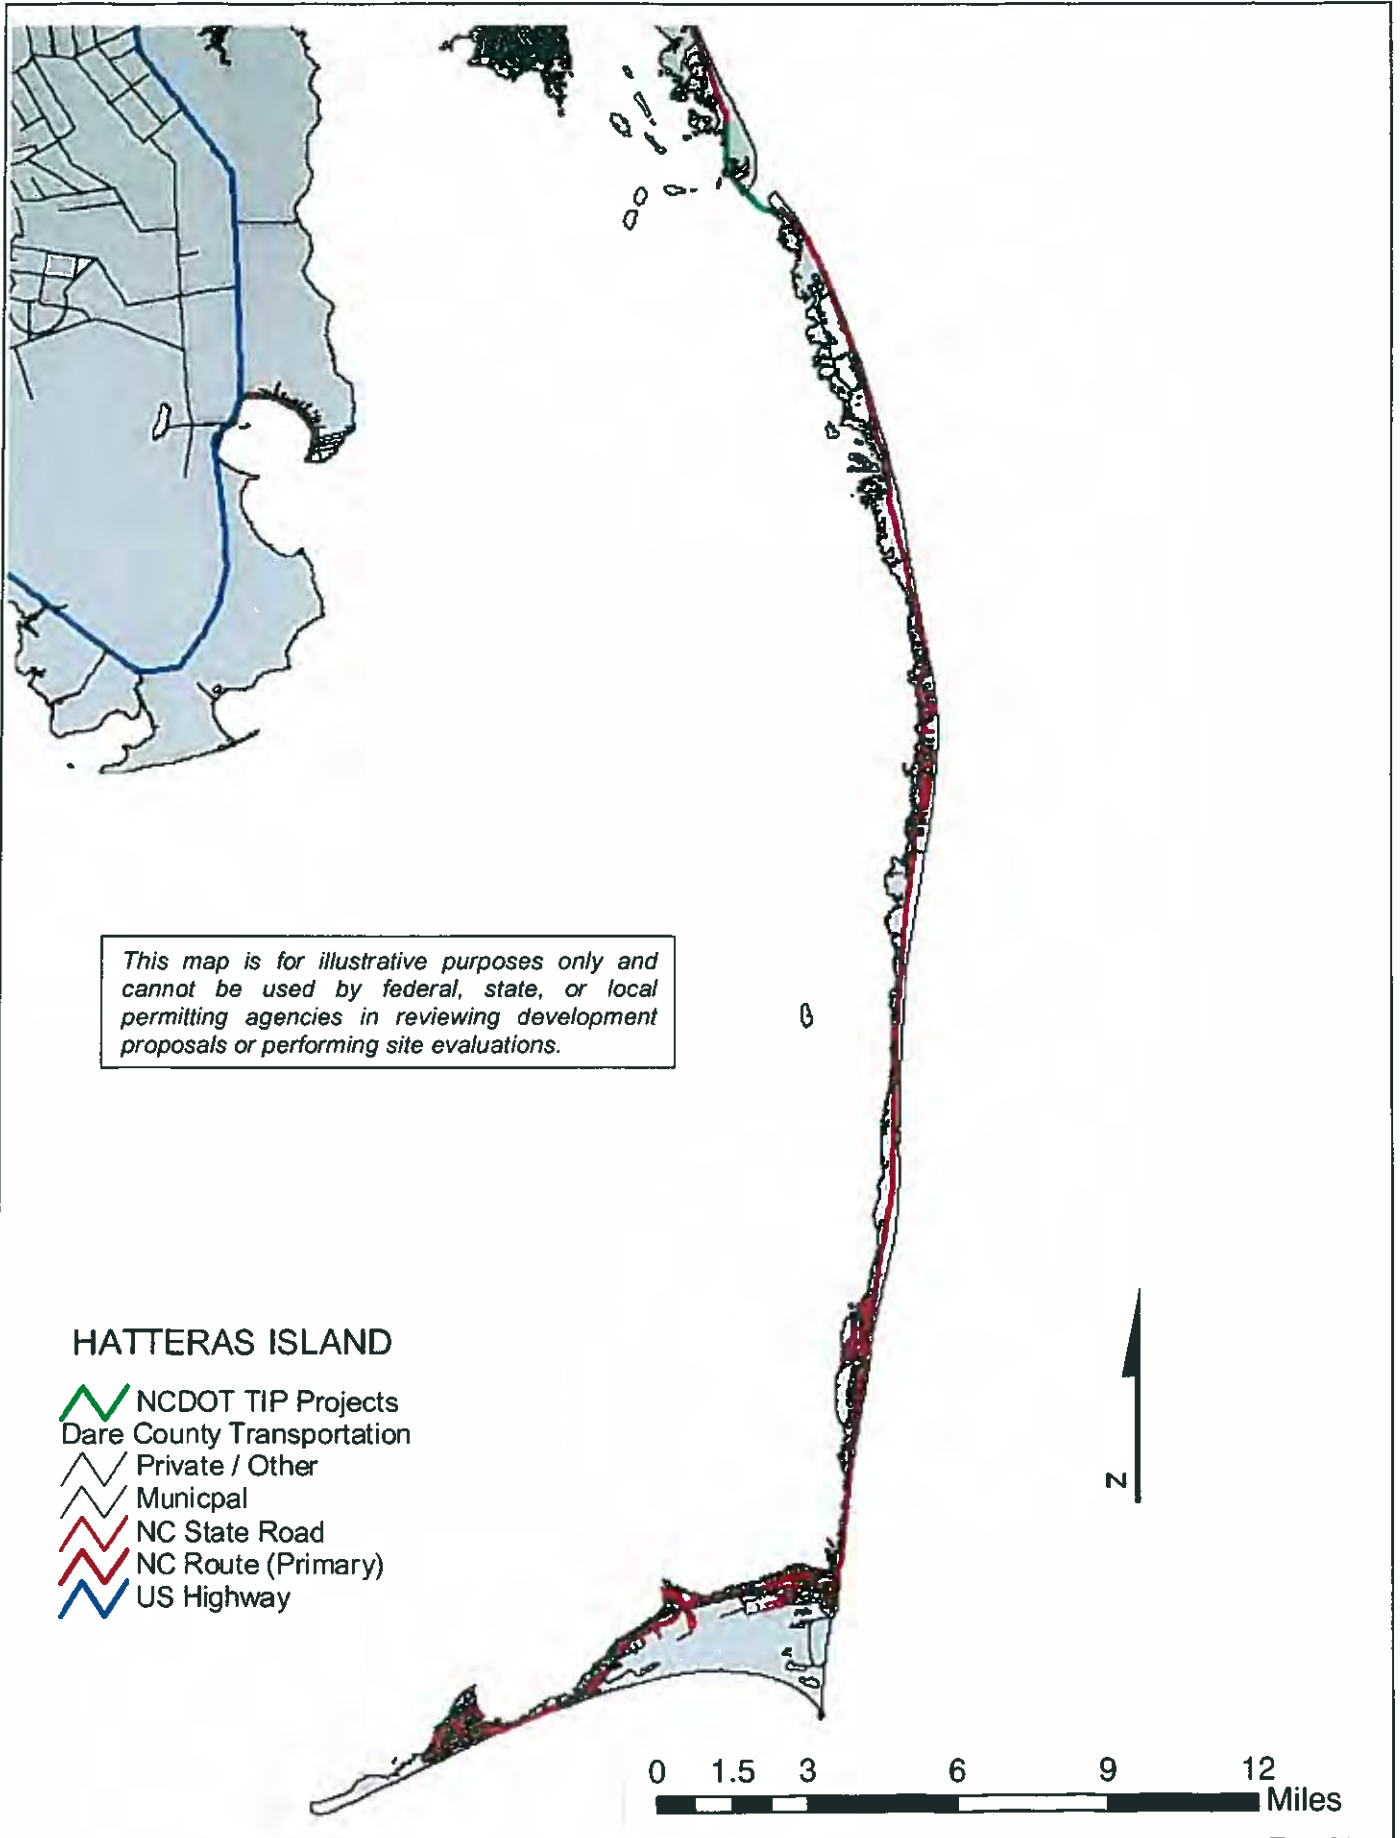 This map is for illustrative purposes only and
cannot be used by federal, state, or local
permitting agencies in reviewing development
proposals or performing site evaluations.
HATTERAS ISLAND
NCDOT TIP Projects
Dare County Transportation
Private / Other
Municpal
NC State Road
NC Route (Primary)
US Highway
N
0 1.5 3 6 9 12
Miles